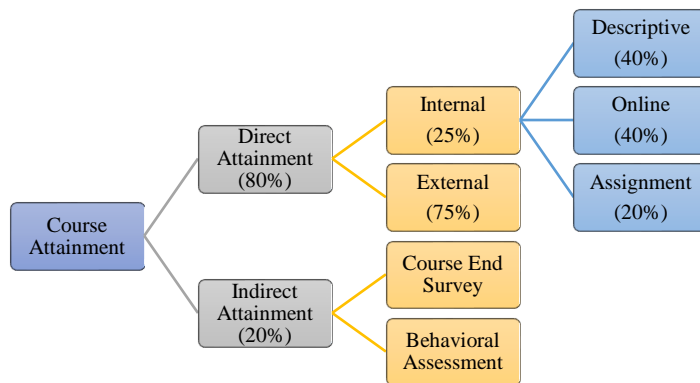 Course
Attainment
Direct
Attainment
(80%)
Internal
(25%)
Descriptive
(40%)
Online
(40%)
Assignment
(20%)
External
(75%)
Indirect
Attainment
(20%)
Course End
Survey
Behavioral
Assessment